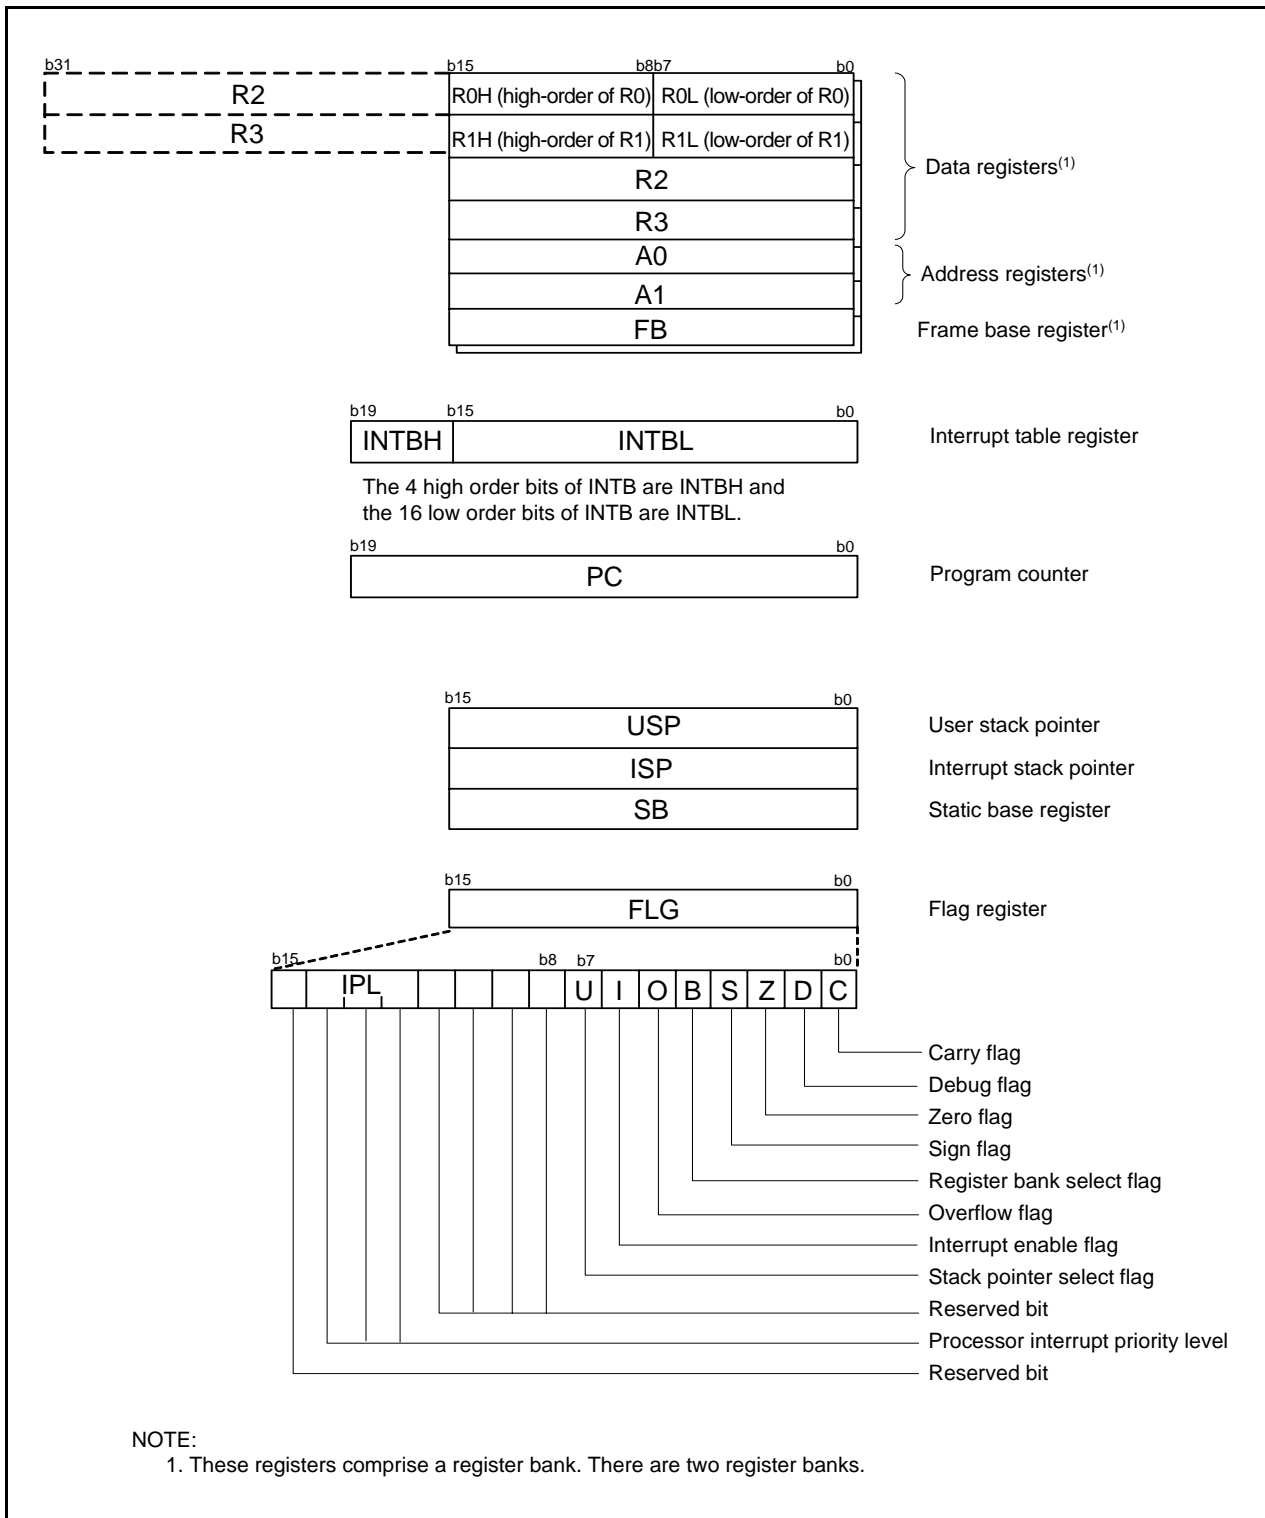 b31 b15 b8b7 b0
R2 R0H (high-order of R0) R0L (low-order of R0)
R3 R1H (high-order of R1) R1L (low-order of R1)
Data registers(1)
R2
R3
A0
Address registers(1)
A1
FB Frame base register(1)
b19 b15 b0
INTBH INTBL Interrupt table register
The 4 high order bits of INTB are INTBH and
the 16 low order bits of INTB are INTBL.
b19 b0
PC Program counter
b15 b0
USP User stack pointer
ISP Interrupt stack pointer
SB Static base register
b15 b0
FLG Flag register
b15 b8 b7 b0
IPL U I O B S Z D C
Carry flag
Debug flag
Zero flag
Sign flag
Register bank select flag
Overflow flag
Interrupt enable flag
Stack pointer select flag
Reserved bit
Processor interrupt priority level
Reserved bit
NOTE:
1. These registers comprise a register bank. There are two register banks.